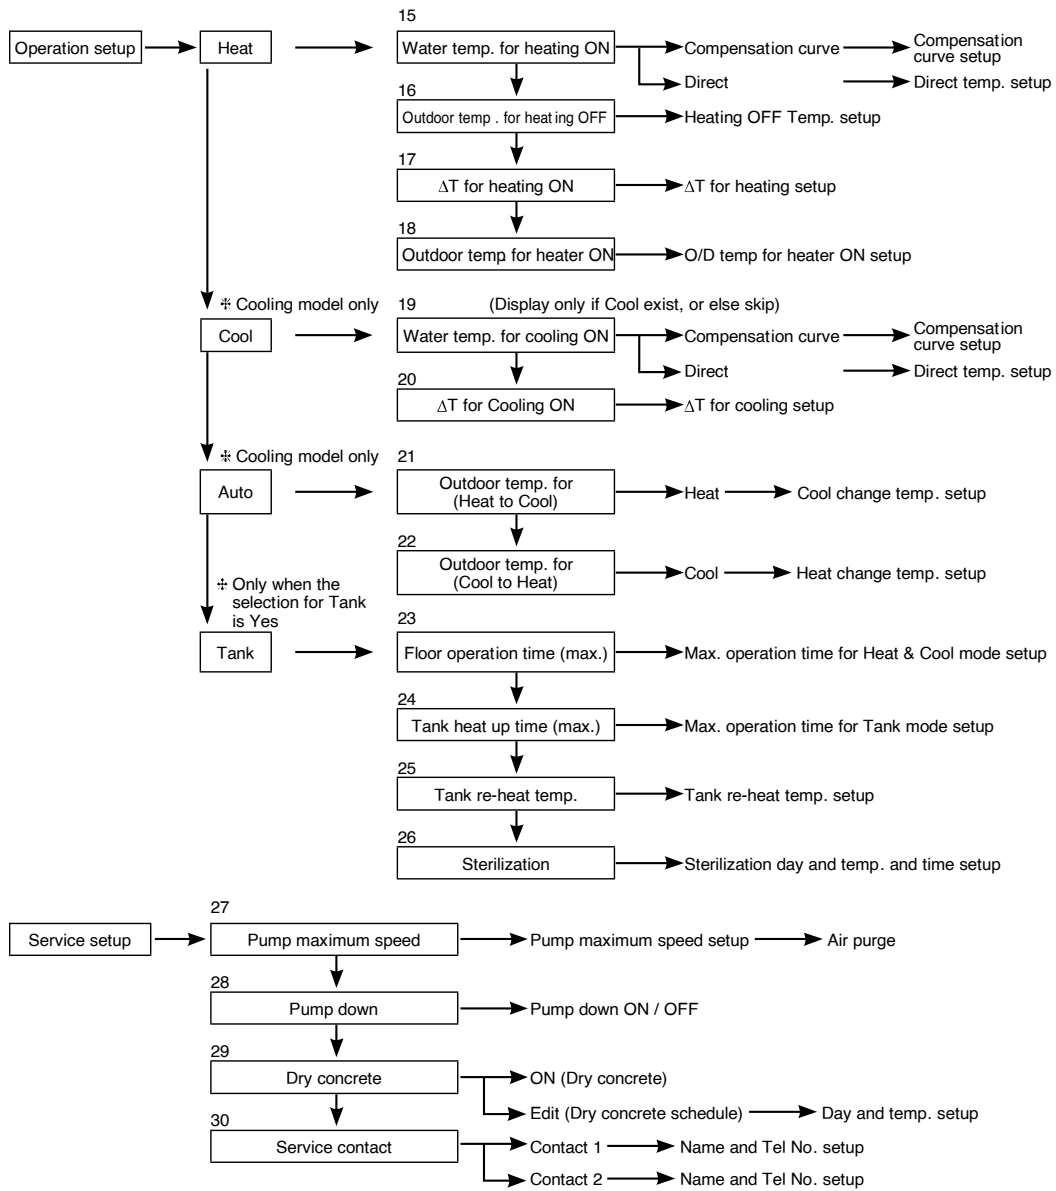 15
Operation setup
Heat
Water temp. for heating ON
Compensation curve
Compensation
curve setup
Direct
Direct temp. setup
16
Outdoor temp . for heating OFF
Heating OFF Temp. setup
17
ΔT for heating ON
ΔT for heating setup
18
Outdoor temp for heater ON
O/D temp for heater ON setup
❉ Cooling model only
19
(Display only if Cool exist, or else skip)
Cool
Water temp. for cooling ON
Compensation curve
Compensation
curve setup
Direct
Direct temp. setup
20
ΔT for Cooling ON
ΔT for cooling setup
❉ Cooling model only
21
Auto
Outdoor temp. for
(Heat to Cool)
Heat
Cool change temp. setup
22
Outdoor temp. for
(Cool to Heat)
Cool
Heat change temp. setup
❉ Only when the
selection for Tank
is Yes
23
Tank
Floor operation time (max.)
Max. operation time for Heat & Cool mode setup
24
Tank heat up time (max.)
Max. operation time for Tank mode setup
25
Tank re-heat temp.
Tank re-heat temp. setup
26
Sterilization
Sterilization day and temp. and time setup
27
Service setup
Pump maximum speed
Pump maximum speed setup
Air purge
28
Pump down
Pump down ON / OFF
29
Dry concrete
ON (Dry concrete)
Edit (Dry concrete schedule)
Day and temp. setup
30
Service contact
Contact 1
Name and Tel No. setup
Contact 2
Name and Tel No. setup